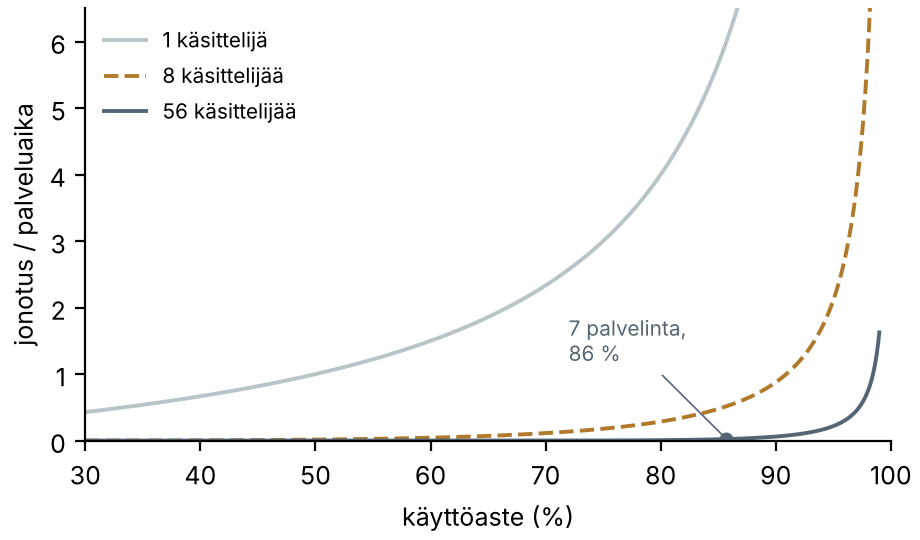 6
5
4
3
2
1
0
jonotus / palveluaika
1 käsittelijä
8 käsittelijää
56 käsittelijää
7 palvelinta,
86 %
30 40 50 60 70 80 90 100
käyttöaste (%)